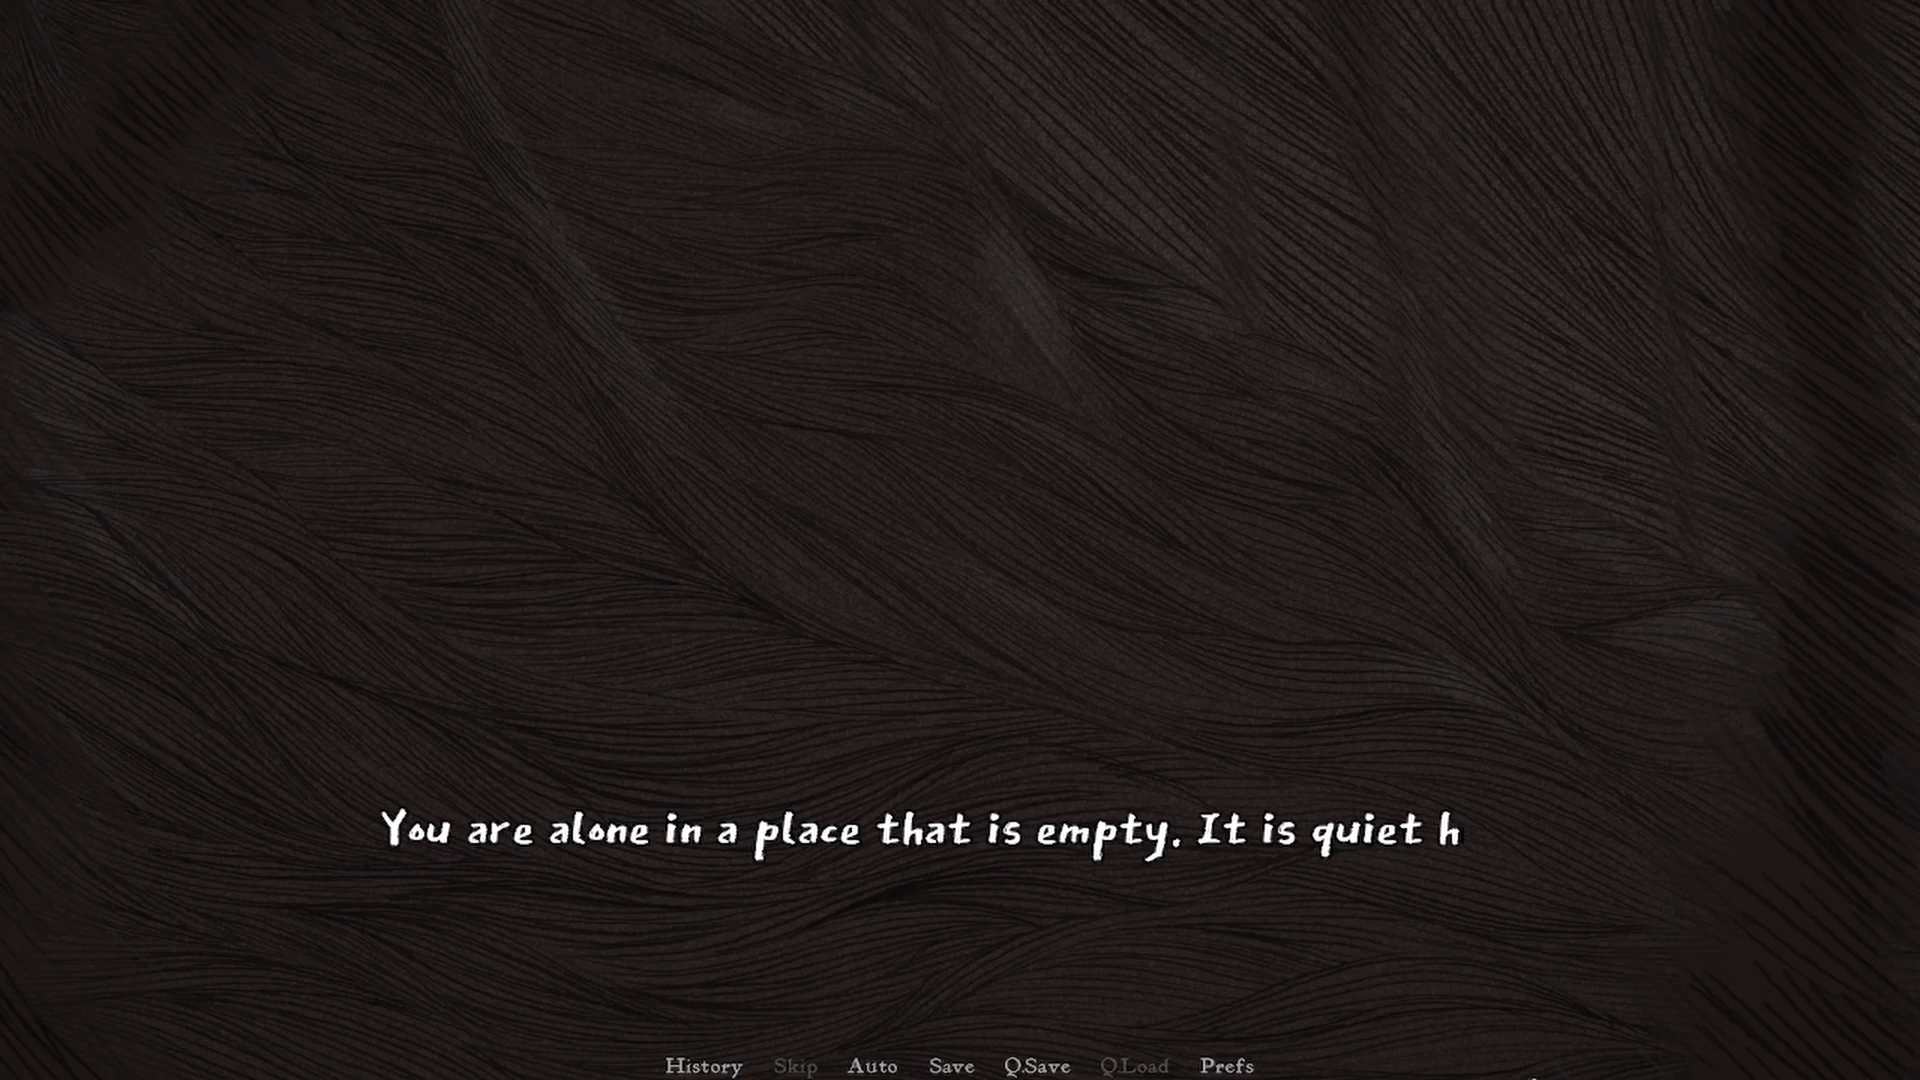 You are alone in a place that is empty. It is quiet h
History Skip Auto Save Q.Save Q.Load Prefs